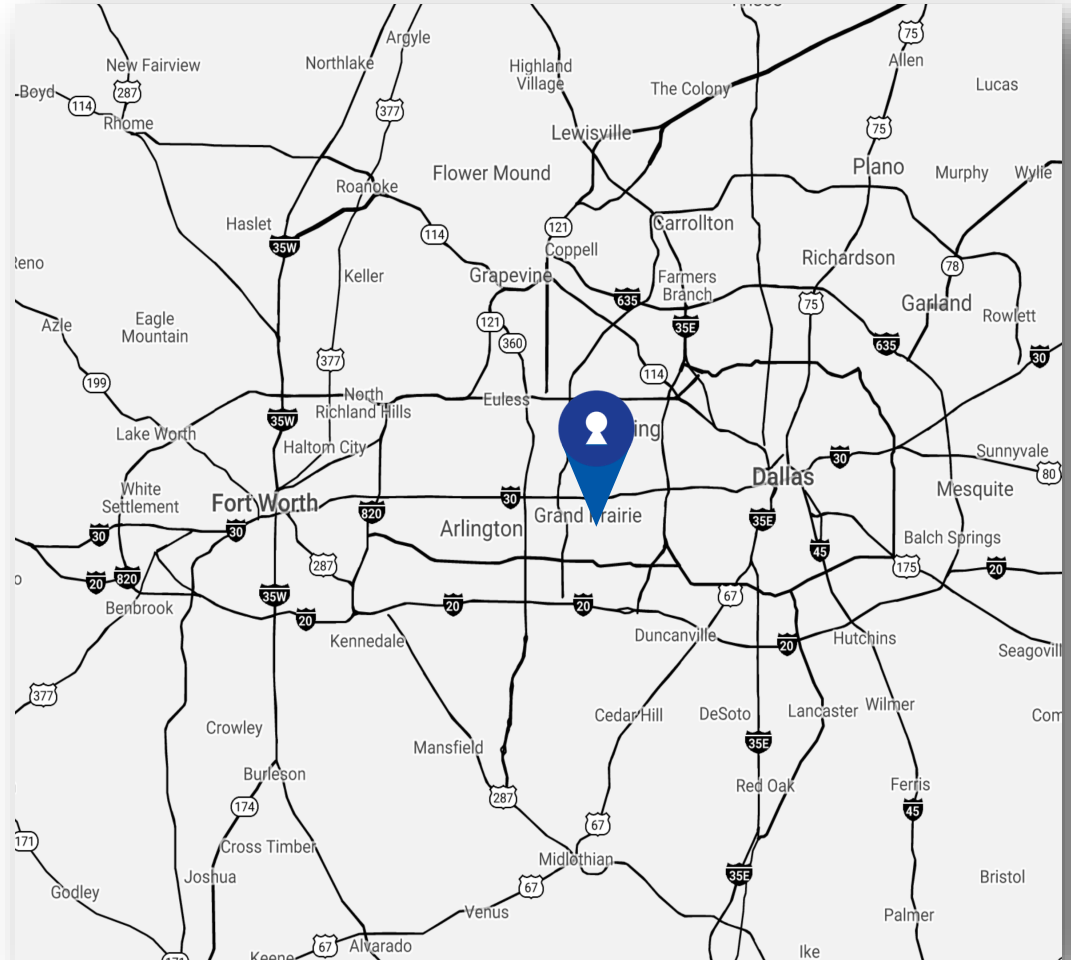 Argyle
75
New Fairview
Northlake
Highland
Village
Allen
Boyd
114
287
377
The Colony
Lucas
Rhome
Lewisville
75
Roanoke
Flower Mound
Plano
Murphy
Wylie
Haslet
35W
114
121
Carrollton
Coppell
Richardson
78
Keller
Grapevine
635
Farmers
Branch
75
Garland
Azle
Eagle
Mountain
121
360
35E
635
Rowlett
30
377
199
114
North
Richland Hills
Euless
35W
Lake Worth
Haltom City
30
Sunnyvale
80
White
Settlement
Fort Worth
820
30
Dallas
Mesquite
30
30
Arlington
Grand Prairie
35E
45
Balch Springs
20
820
287
175
20
Benbrook
35W
20
20
20
67
Kennedale
Duncanville
20
Hutchins
377
Crowley
Cedar Hill
DeSoto
Lancaster
Wilmer
Mansfield
35E
Burleson
287
Red Oak
Ferris
174
67
45
171
Cross Timber
Midlothian
35E
Joshua
67
Bristol
Godley
Venus
Palmer
67
Alvarado
Ike
Keene